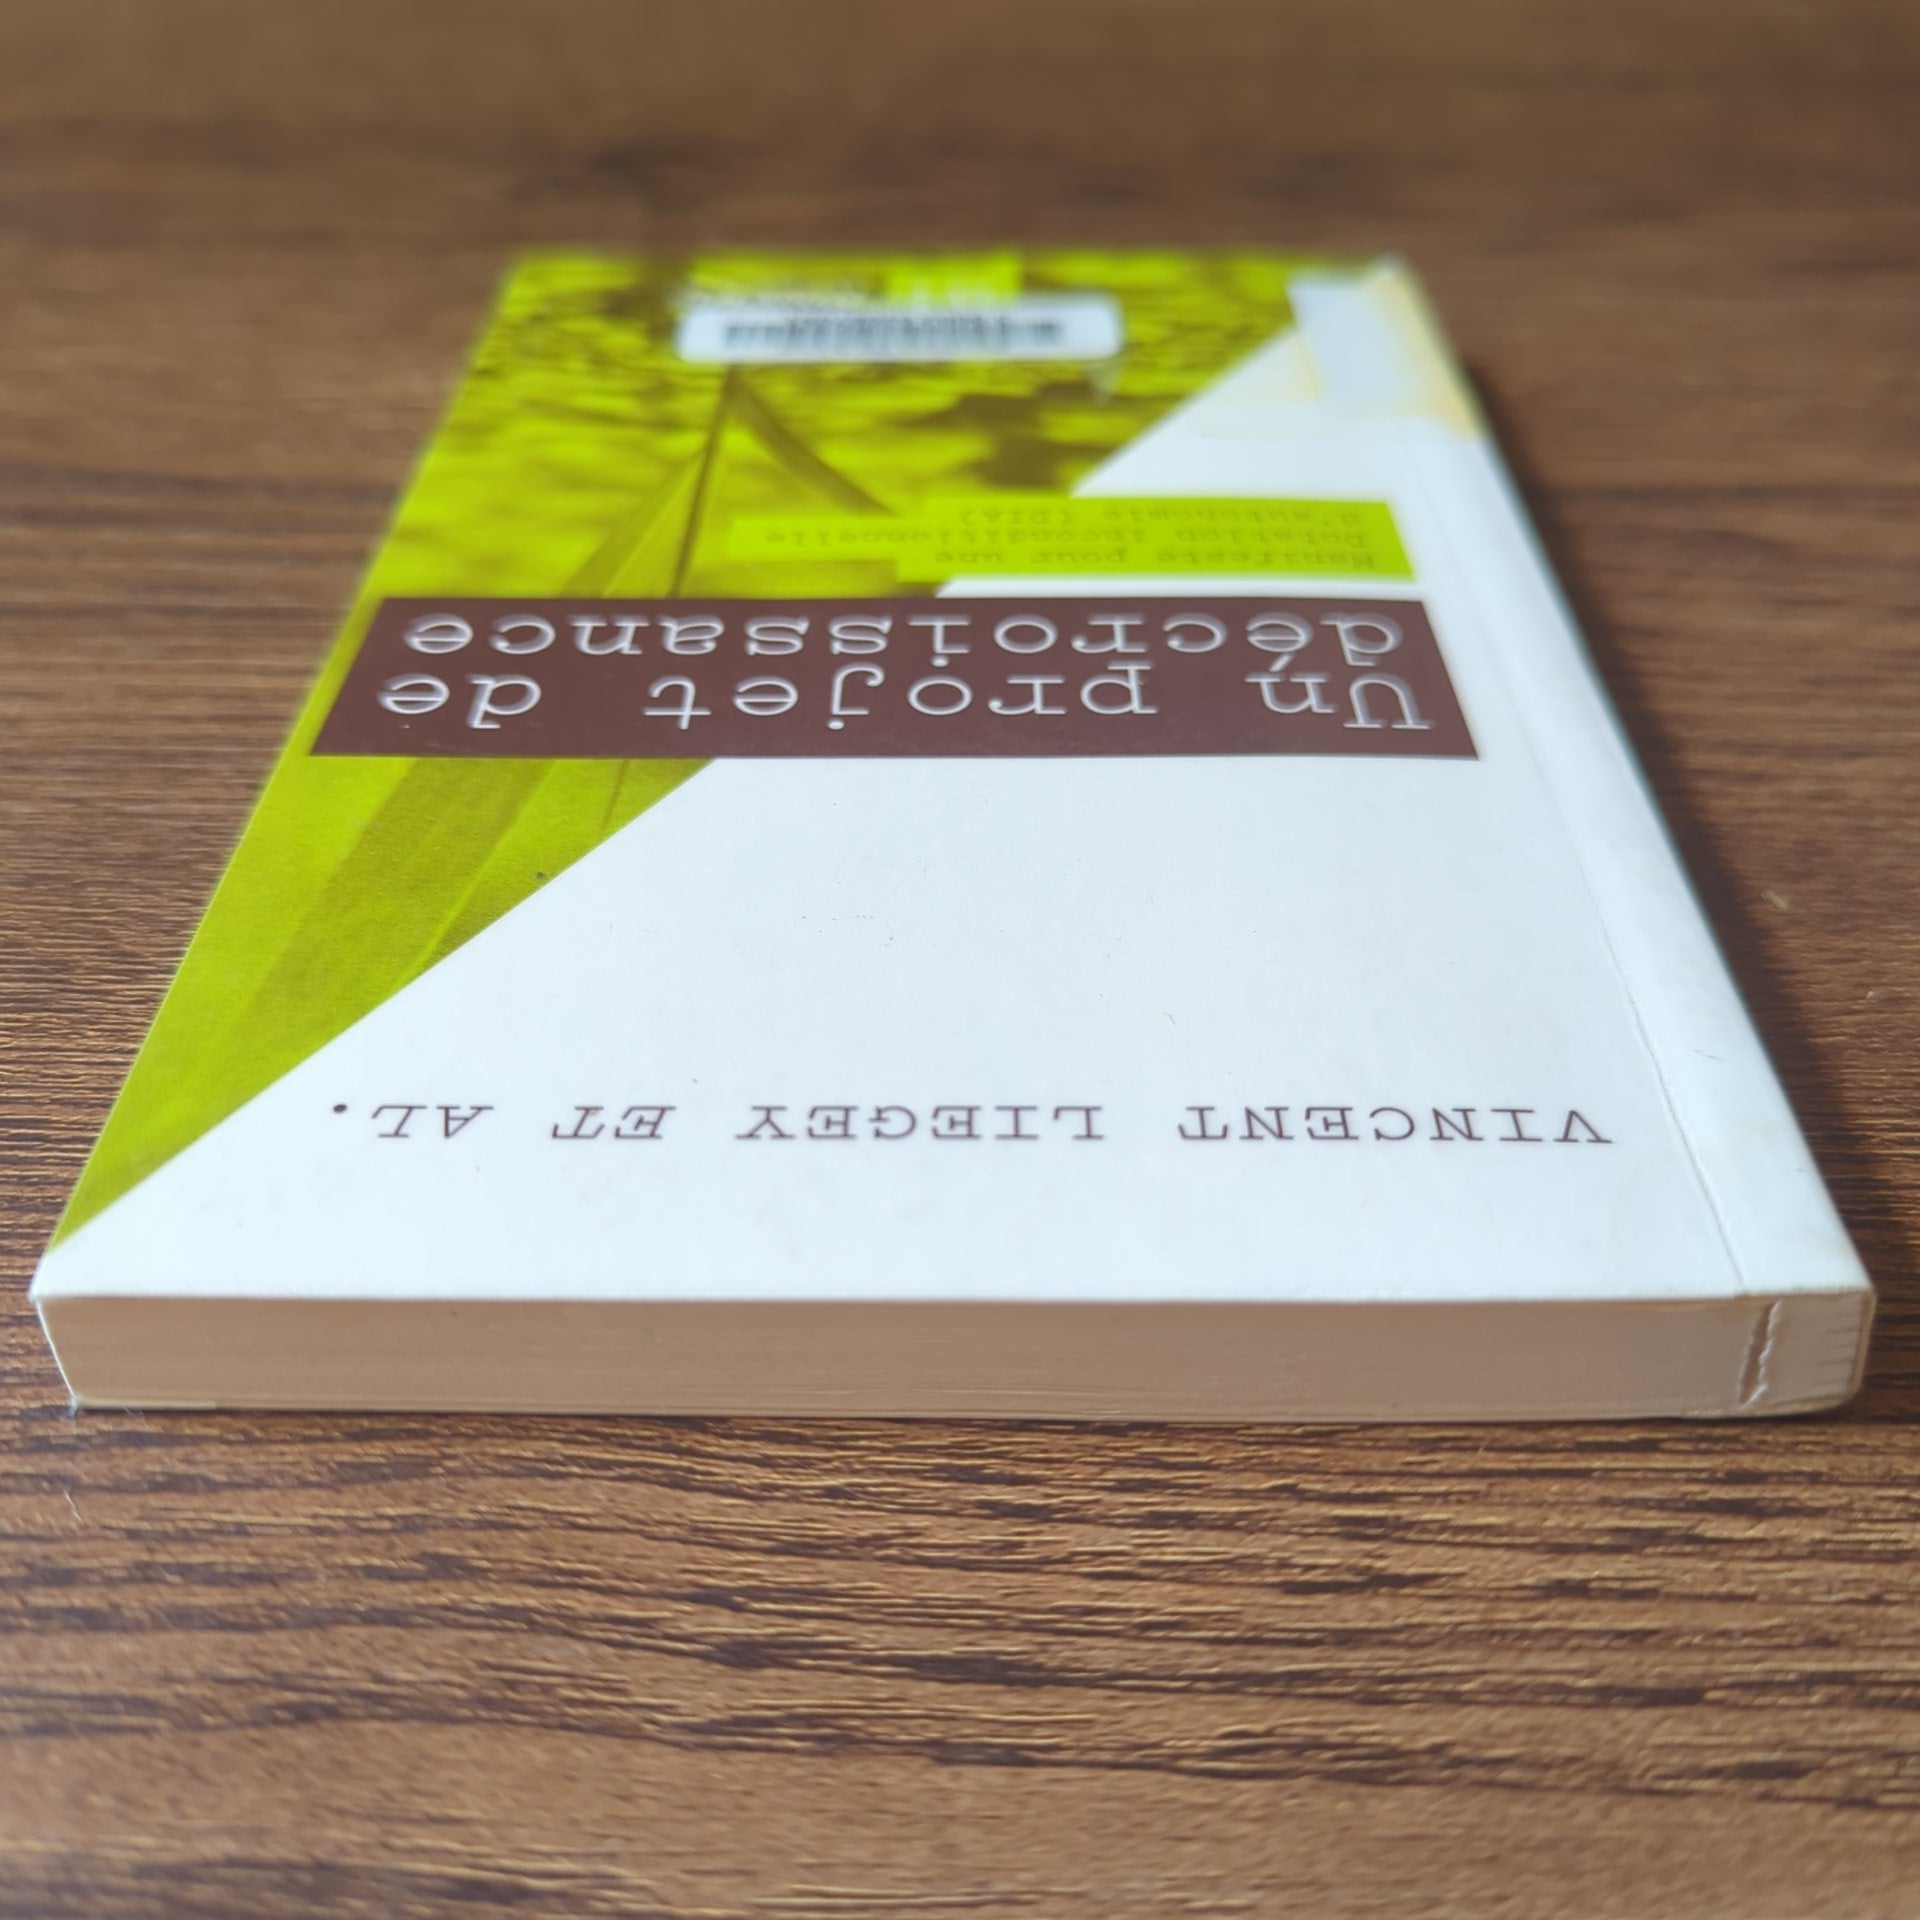 VINCENT LIEGEY ET AL.
Un projet de
décroissance
Manifeste pour une
Dotation inconditionnelle
d'autonomie (DIA)